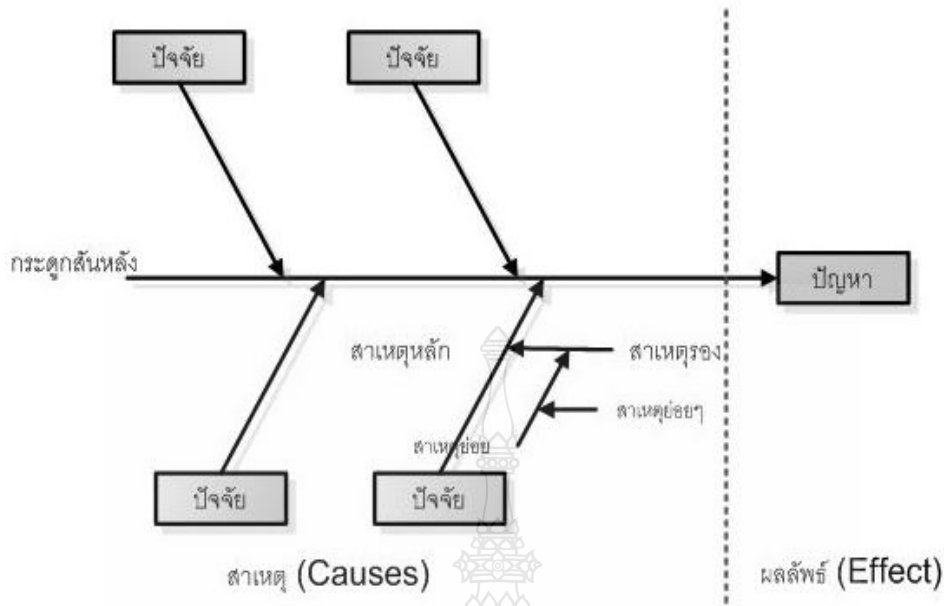 ปัจจัย
ปัจจัย
กระดูกสันหลัง
ปัญหา
สาเหตุหลัก
สาเหตุรอง
สาเหตุย่อยๆ
สาเหตุย่อย
ปัจจัย
ปัจจัย
สาเหตุ (Causes)
ผลลัพธ์ (Effect)